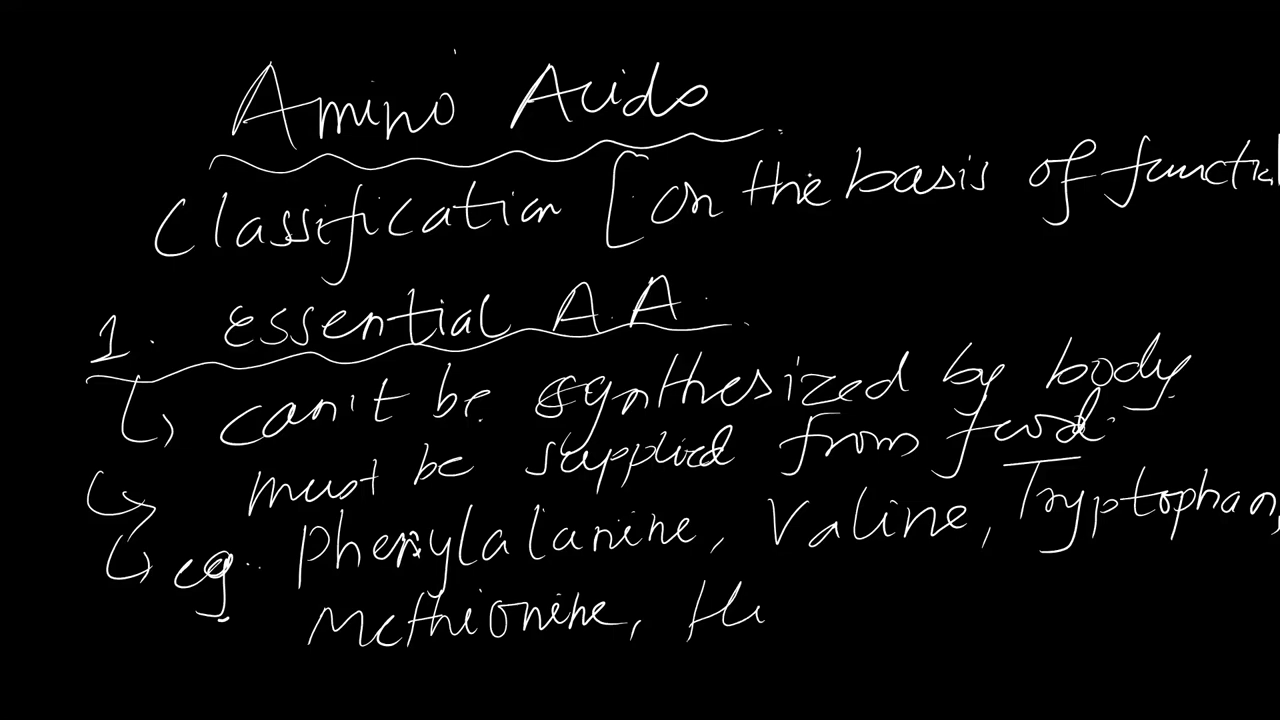 Amino Acids
Classification [on the basis of functi
1. Essential A.A.
can't be synthesized by body.
must be supplied from food.
eg. Phenylalanine, Valine, Tryptophan,
Methionine,